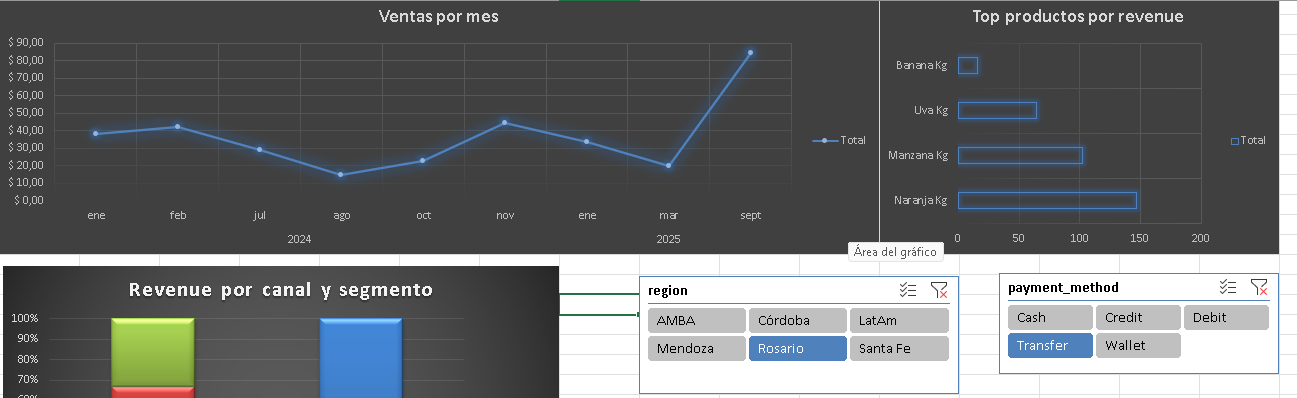 Ventas por mes
$ 90,00
$ 80,00
$ 70,00
$ 60,00
$ 50,00
$ 40,00
$ 30,00
$ 20,00
$ 10,00
$ 0,00
ene feb jul ago oct nov ene mar sept
2024 2025
Total
Top productos por revenue
Banana Kg
Uva Kg
Manzana Kg
Naranja Kg
0 50 100 150 200
Total
Área del gráfico
Revenue por canal y segmento
100%
90%
80%
70%
60%
region
AMBA Córdoba LatAm
Mendoza Rosario Santa Fe
payment_method
Cash Credit Debit
Transfer Wallet